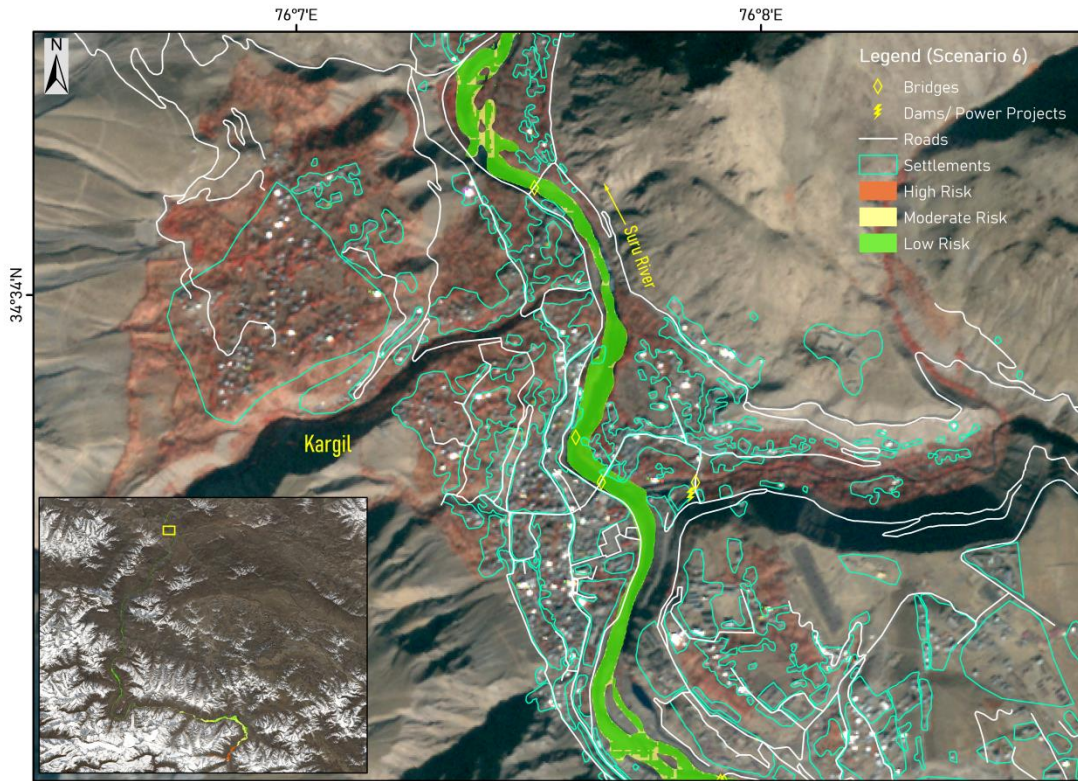 76°7'E
76°8'E
N
34°34'N
Legend (Scenario 6)
Bridges
Dams/ Power Projects
Roads
Settlements
High Risk
Moderate Risk
Low Risk
Suru River
Kargil